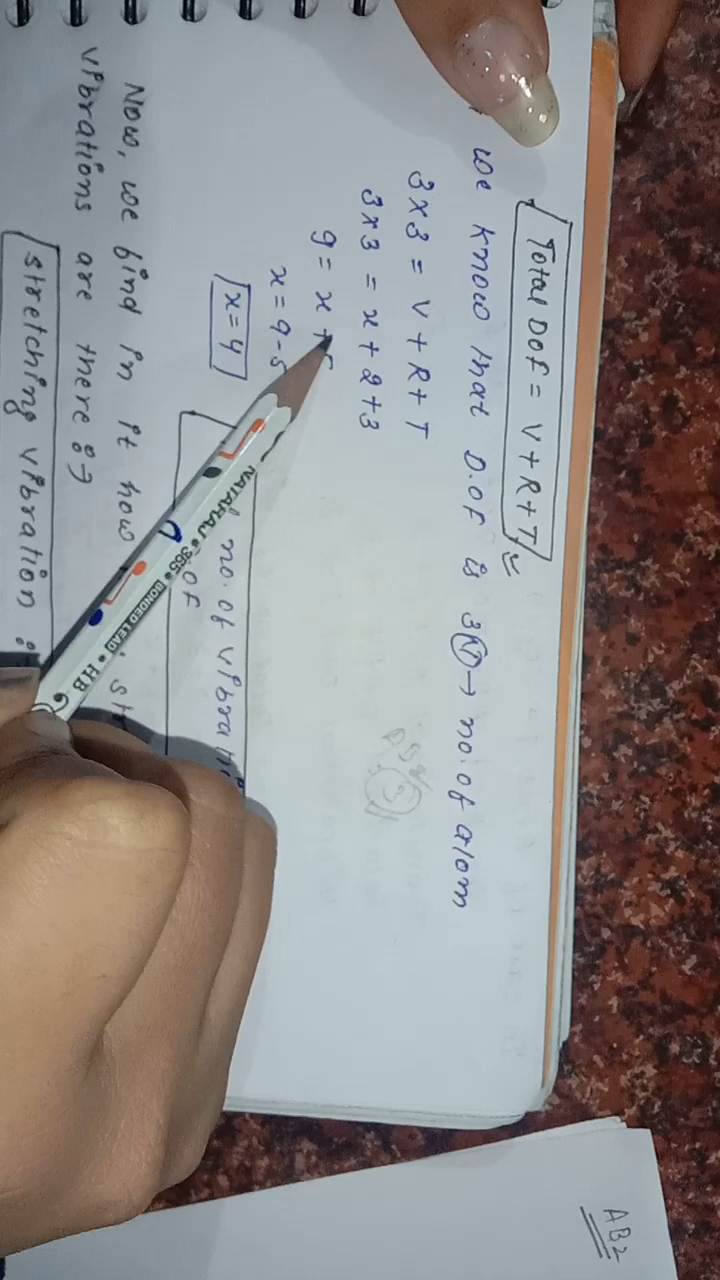 Total DOF = V + R + T
we know that D.OF is 3N → no. of atom
3 x 3 = V + R + T
3 x 3 = x + 2 + 3
9 = x + 5
x = 9 - 5
x = 4
no. of vibrati
of
Now, we find in it how
vibrations are there :→
stretching vibration :
NATARAJ • 365 • BONDED LEAD • HB
AB2